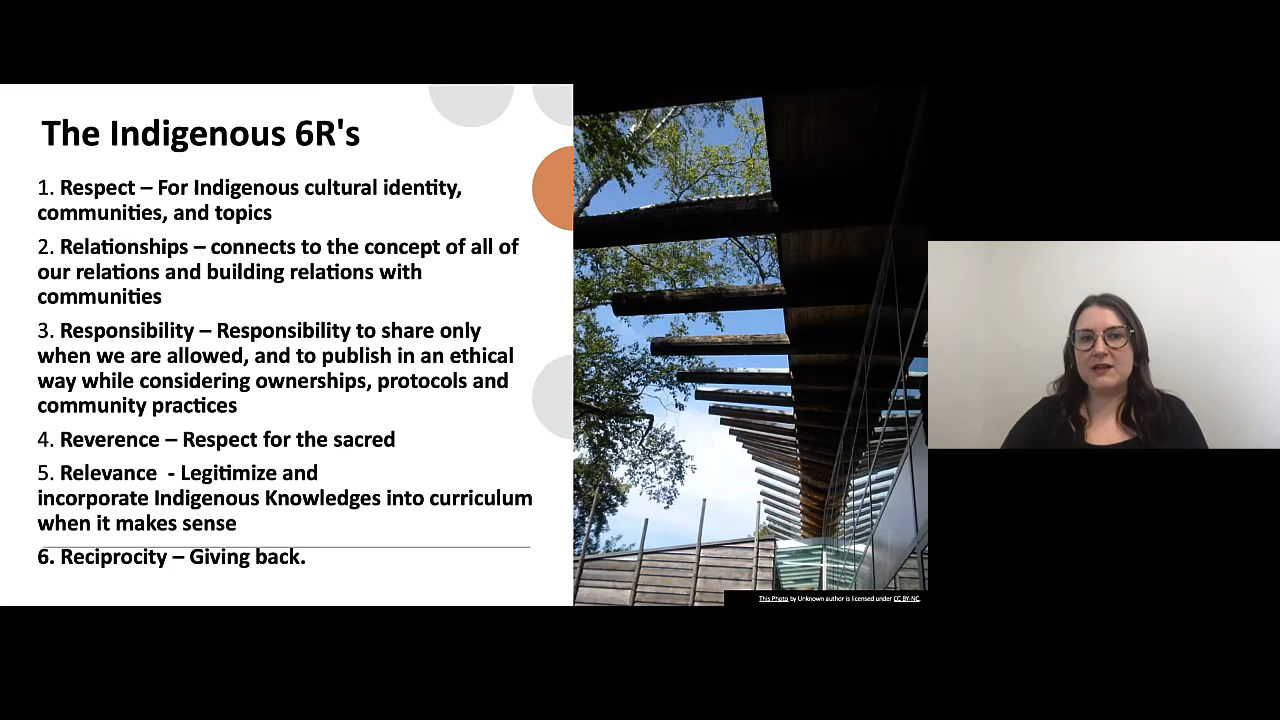 The Indigenous 6R's
1. Respect – For Indigenous cultural identity,
communities, and topics
2. Relationships – connects to the concept of all of
our relations and building relations with
communities
3. Responsibility – Responsibility to share only
when we are allowed, and to publish in an ethical
way while considering ownerships, protocols and
community practices
4. Reverence – Respect for the sacred
5. Relevance  - Legitimize and
incorporate Indigenous Knowledges into curriculum
when it makes sense
6. Reciprocity – Giving back.
This Photo by Unknown author is licensed under CC BY-NC.